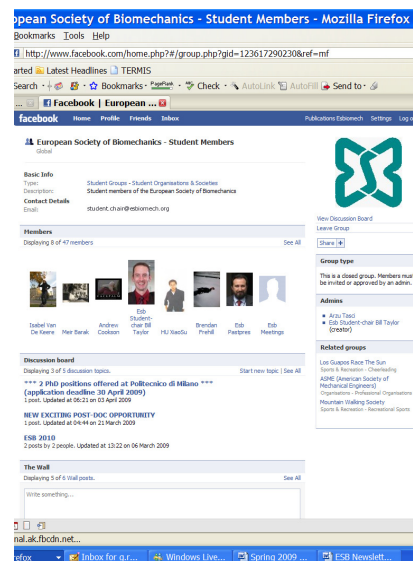 opean Society of Biomechanics - Student Members - Mozilla Firefox
Bookmarks Tools Help
http://www.facebook.com/home.php?#/group.php?gid=123617290230&ref=mf
arted Latest Headlines TERMIS
Search Bookmarks PageRank Check AutoLink AutoFill Send to
... Facebook | European ...
facebook Home Profile Friends Inbox Publications Esbiomech Settings Log o
European Society of Biomechanics - Student Members
Global
Basic Info
Type: Student Groups - Student Organisations & Societies
Description: Student members of the European Society of Biomechanics
Contact Details
Email: student.chair@esbiomech.org
Members
Displaying 8 of 47 members See All
Isabel Van De Keere
Meir Barak
Andrew Cookson
Esb Student-chair Bill Taylor
HU XiaoSu
Brendan Prehill
Esb Pastpres
Esb Meetings
Discussion board
Displaying 3 of 5 discussion topics. Start new topic | See All
*** 2 PhD positions offered at Politecnico di Milano ***
(application deadline 30 April 2009)
1 post. Updated at 06:21 on 03 April 2009
NEW EXCITING POST-DOC OPPORTUNITY
1 post. Updated at 04:44 on 21 March 2009
ESB 2010
2 posts by 2 people. Updated at 13:22 on 06 March 2009
The Wall
Displaying 5 of 6 Wall posts. See All
Write something...
View Discussion Board
Leave Group
Share +
Group type
This is a closed group. Members must
be invited or approved by an admin.
Admins
Arzu Tasci
Esb Student-chair Bill Taylor
(creator)
Related groups
Los Guapos Race The Sun
Sports & Recreation - Cheerleading
ASME (American Society of
Mechanical Engineers)
Organisations - Professional Organisations
Mountain Walking Society
Sports & Recreation - Recreational Sports
nal.ak.fbcdn.net...
refox Inbox for g.r... Windows Live... Spring 2009 ... ESB Newslett...